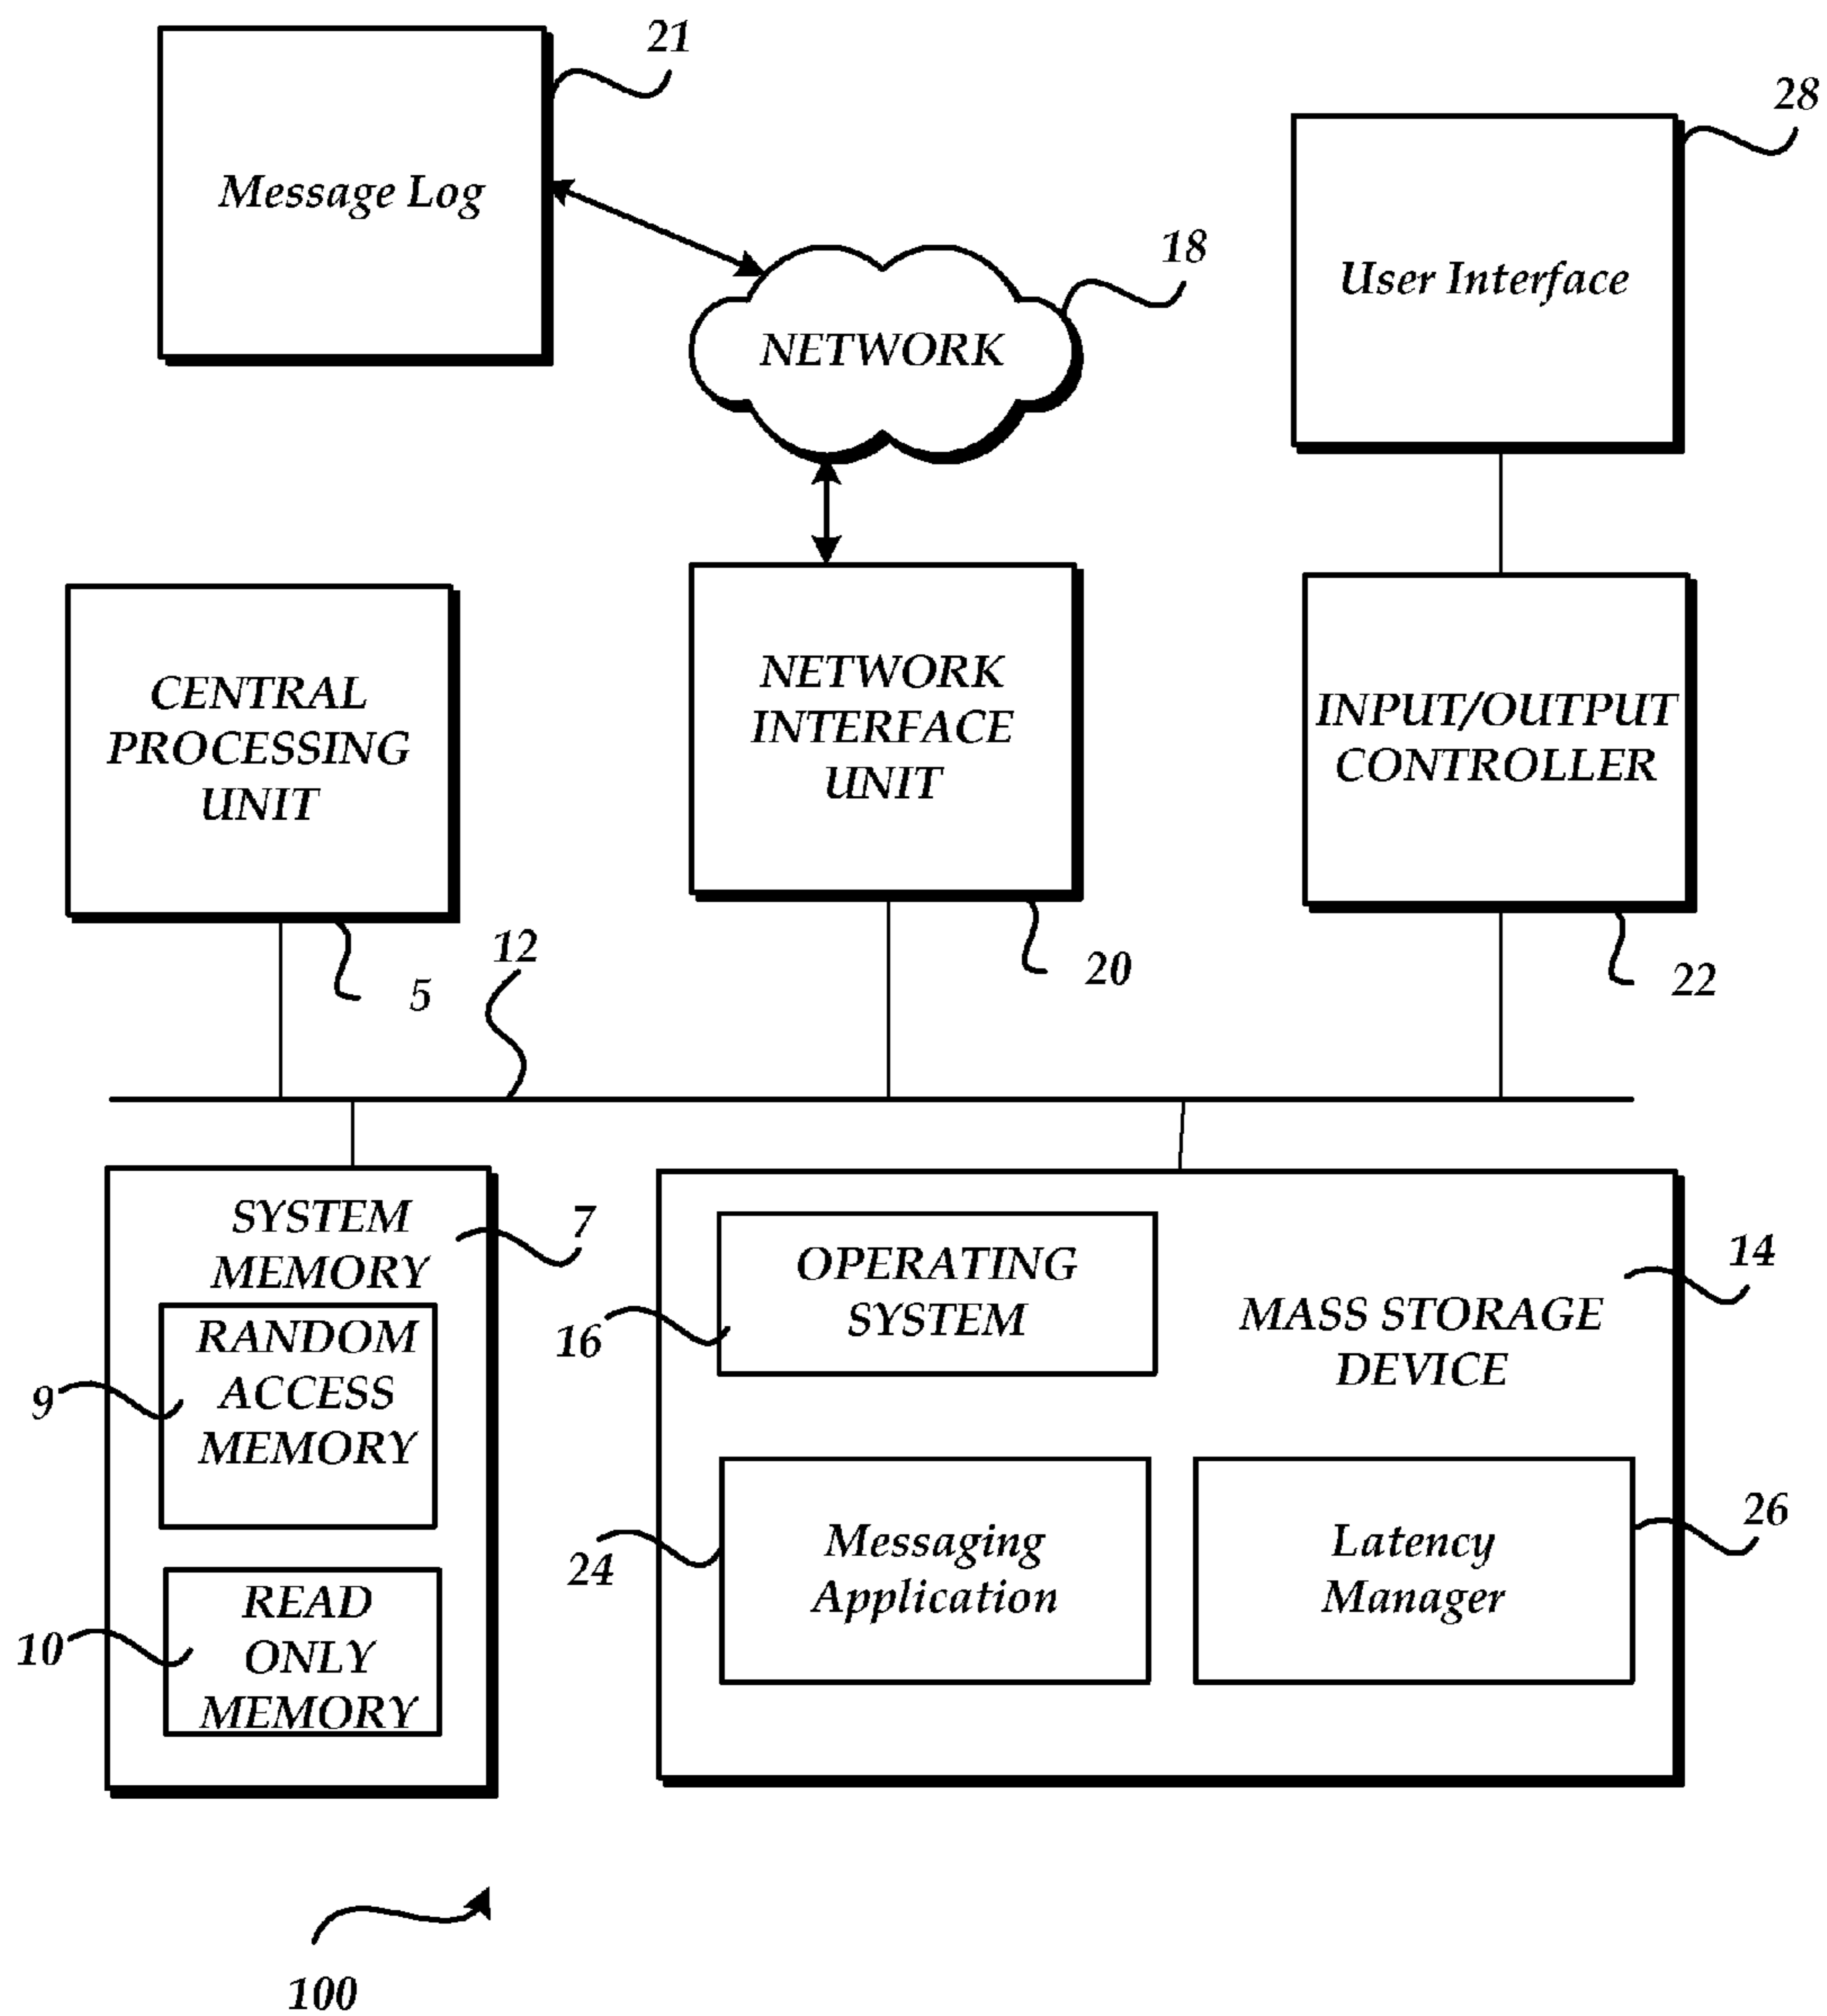 21
Message Log
28
User Interface
18
NETWORK
CENTRAL
PROCESSING
UNIT
5
NETWORK
INTERFACE
UNIT
20
INPUT/OUTPUT
CONTROLLER
22
12
SYSTEM
MEMORY
7
RANDOM
ACCESS
MEMORY
9
READ
ONLY
MEMORY
10
OPERATING
SYSTEM
16
MASS STORAGE
DEVICE
14
Messaging
Application
24
Latency
Manager
26
100